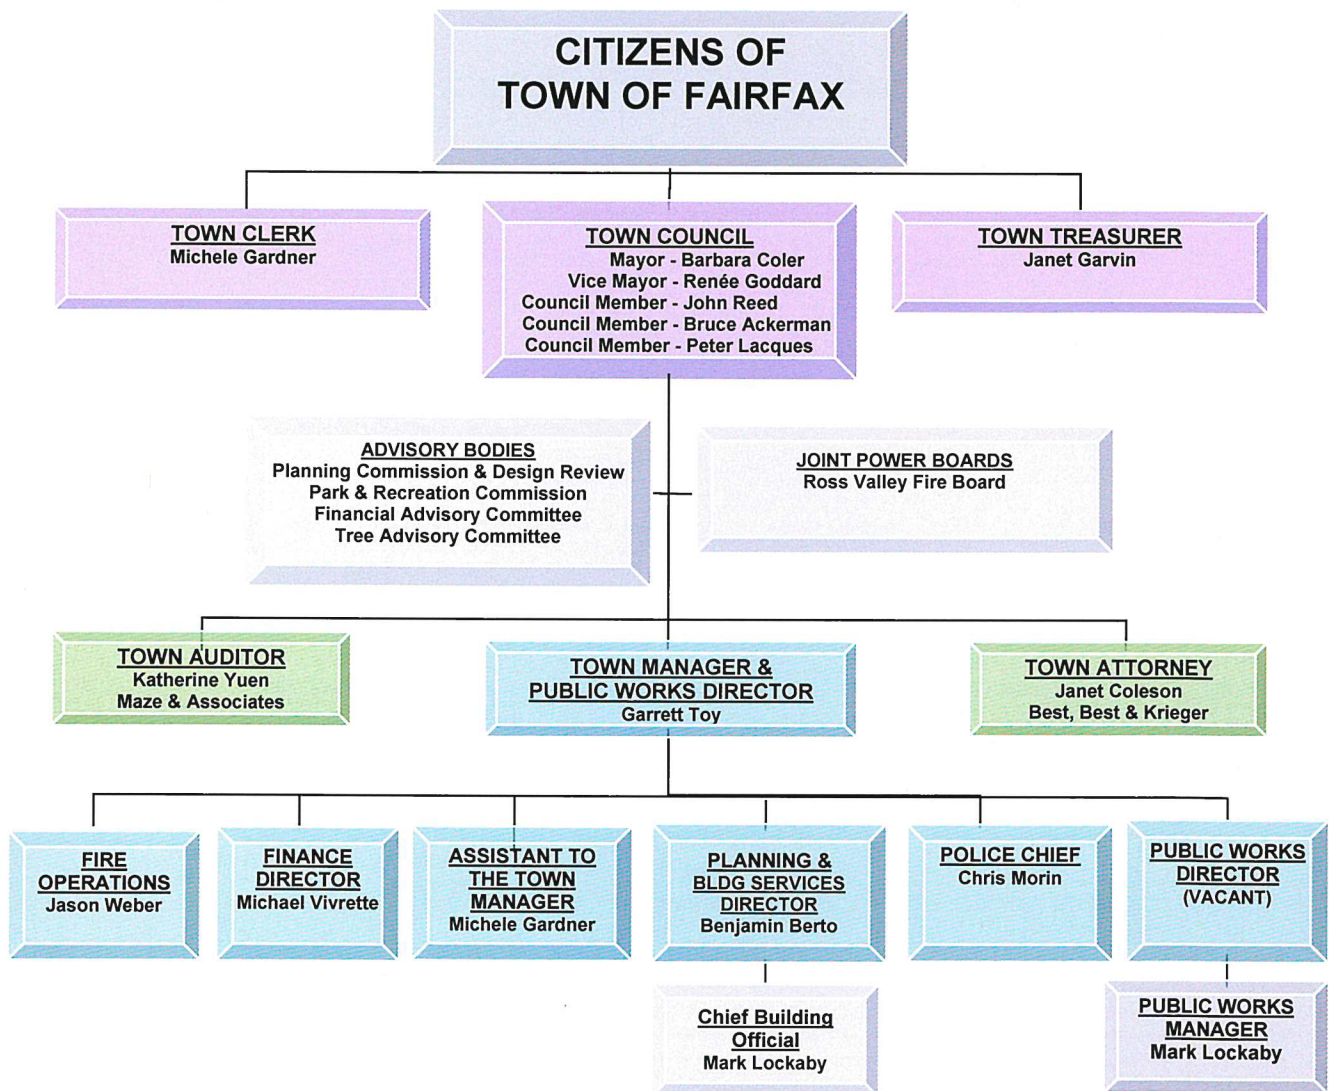 CITIZENS OF
TOWN OF FAIRFAX
TOWN CLERK
Michele Gardner
TOWN COUNCIL
Mayor - Barbara Coler
Vice Mayor - Renée Goddard
Council Member - John Reed
Council Member - Bruce Ackerman
Council Member - Peter Lacques
TOWN TREASURER
Janet Garvin
ADVISORY BODIES
Planning Commission & Design Review
Park & Recreation Commission
Financial Advisory Committee
Tree Advisory Committee
JOINT POWER BOARDS
Ross Valley Fire Board
TOWN AUDITOR
Katherine Yuen
Maze & Associates
TOWN MANAGER &
PUBLIC WORKS DIRECTOR
Garrett Toy
TOWN ATTORNEY
Janet Coleson
Best, Best & Krieger
FIRE
OPERATIONS
Jason Weber
FINANCE
DIRECTOR
Michael Vivrette
ASSISTANT TO
THE TOWN
MANAGER
Michele Gardner
PLANNING &
BLDG SERVICES
DIRECTOR
Benjamin Berto
POLICE CHIEF
Chris Morin
PUBLIC WORKS
DIRECTOR
(VACANT)
Chief Building
Official
Mark Lockaby
PUBLIC WORKS
MANAGER
Mark Lockaby